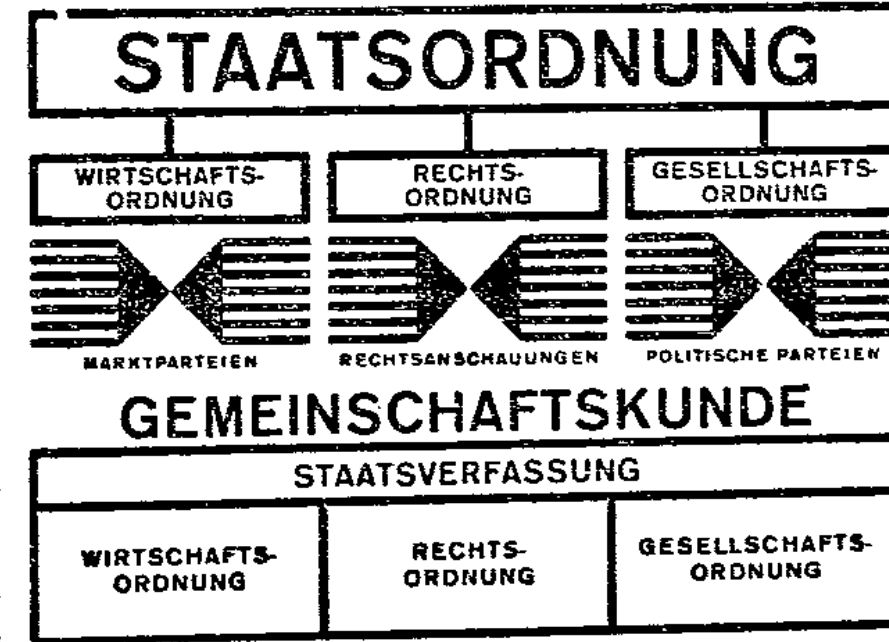 STAATSORDNUNG
WIRTSCHAFTS-
ORDNUNG
RECHTS-
ORDNUNG
GESELLSCHAFTS-
ORDNUNG
MARKTPARTEIEN
RECHTSANSCHAUUNGEN
POLITISCHE PARTEIEN
GEMEINSCHAFTSKUNDE
STAATSVERFASSUNG
WIRTSCHAFTS-
ORDNUNG
RECHTS-
ORDNUNG
GESELLSCHAFTS-
ORDNUNG